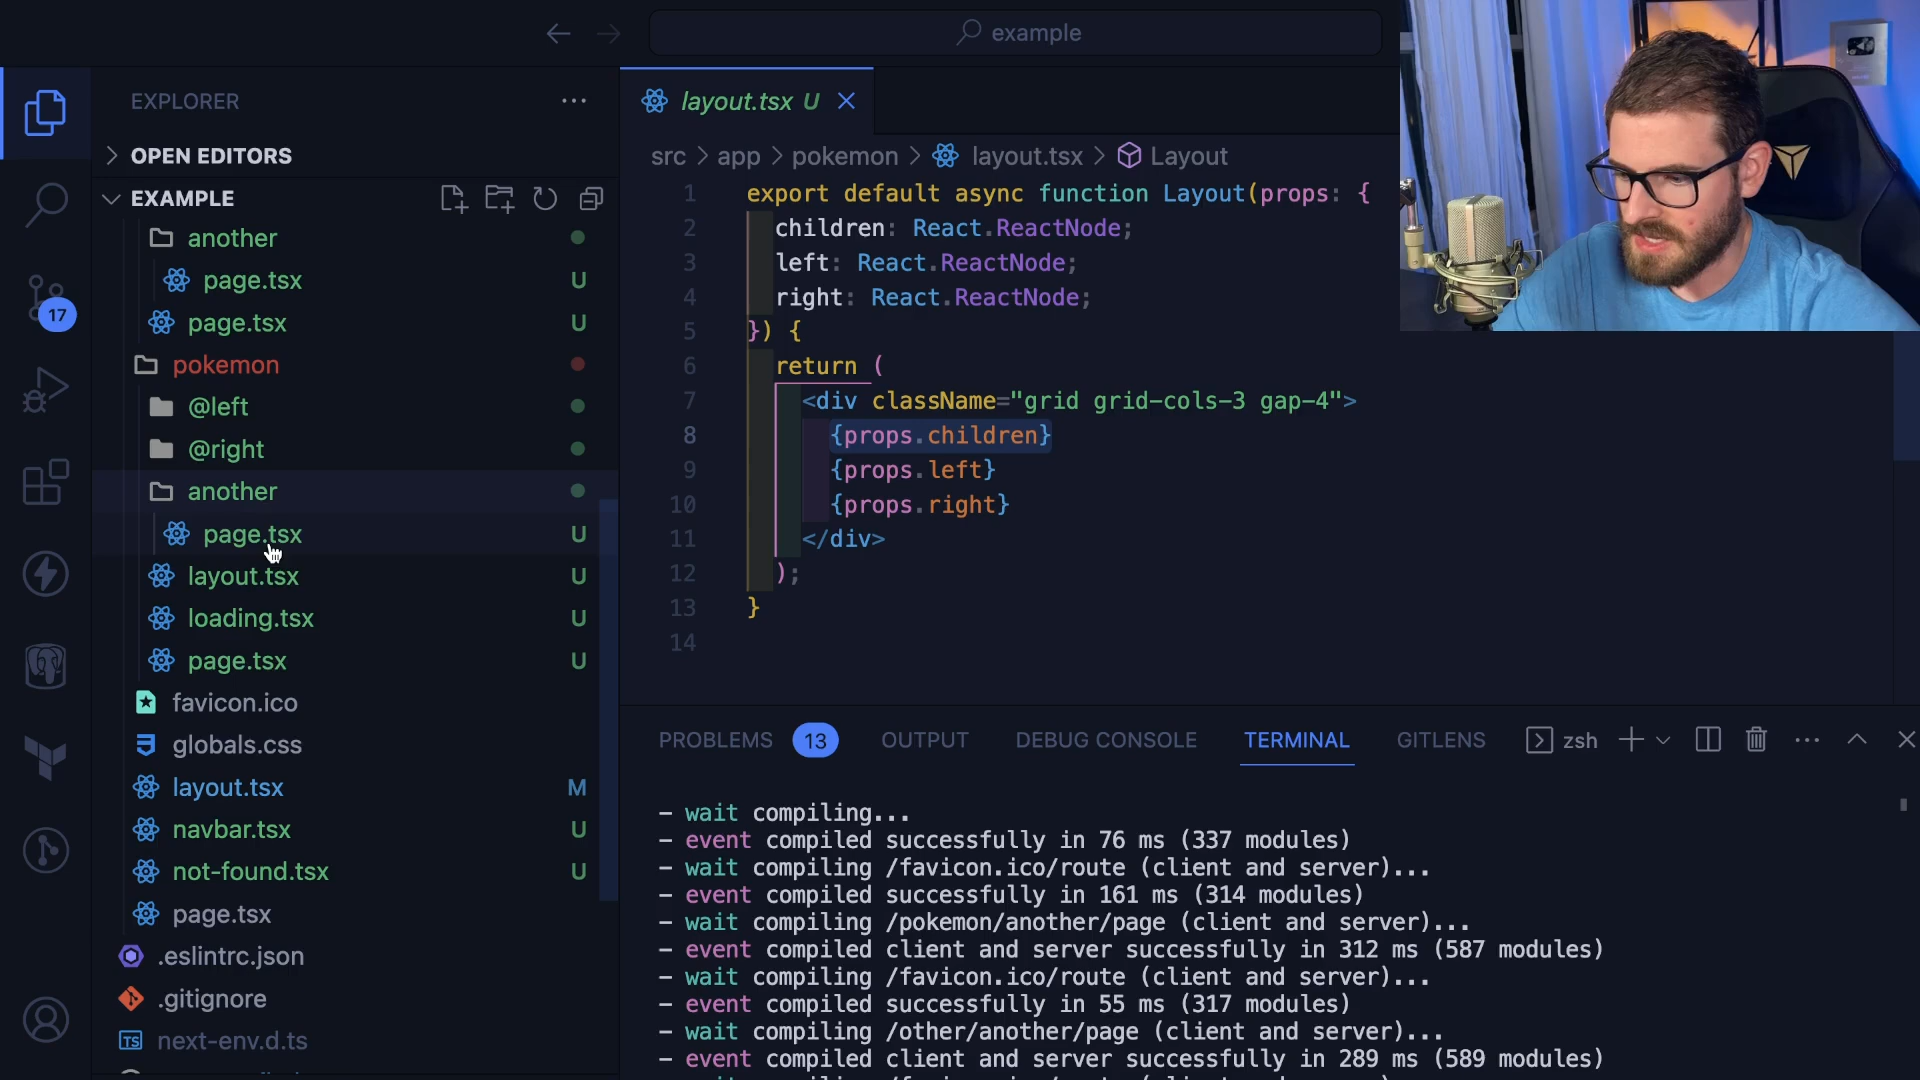 example
EXPLORER
OPEN EDITORS
EXAMPLE
another
page.tsx U
page.tsx U
pokemon
@left
@right
another
page.tsx U
layout.tsx U
loading.tsx U
page.tsx U
favicon.ico
globals.css
layout.tsx M
navbar.tsx U
not-found.tsx U
page.tsx
.eslintrc.json
.gitignore
TS next-env.d.ts
17
layout.tsx U
src > app > pokemon > layout.tsx > Layout
1 export default async function Layout(props: {
2 children: React.ReactNode;
3 left: React.ReactNode;
4 right: React.ReactNode;
5 }) {
6 return (
7 <div className="grid grid-cols-3 gap-4">
8 {props.children}
9 {props.left}
10 {props.right}
11 </div>
12 );
13 }
14
PROBLEMS 13 OUTPUT DEBUG CONSOLE TERMINAL GITLENS zsh
- wait compiling...
- event compiled successfully in 76 ms (337 modules)
- wait compiling /favicon.ico/route (client and server)...
- event compiled successfully in 161 ms (314 modules)
- wait compiling /pokemon/another/page (client and server)...
- event compiled client and server successfully in 312 ms (587 modules)
- wait compiling /favicon.ico/route (client and server)...
- event compiled successfully in 55 ms (317 modules)
- wait compiling /other/another/page (client and server)...
- event compiled client and server successfully in 289 ms (589 modules)